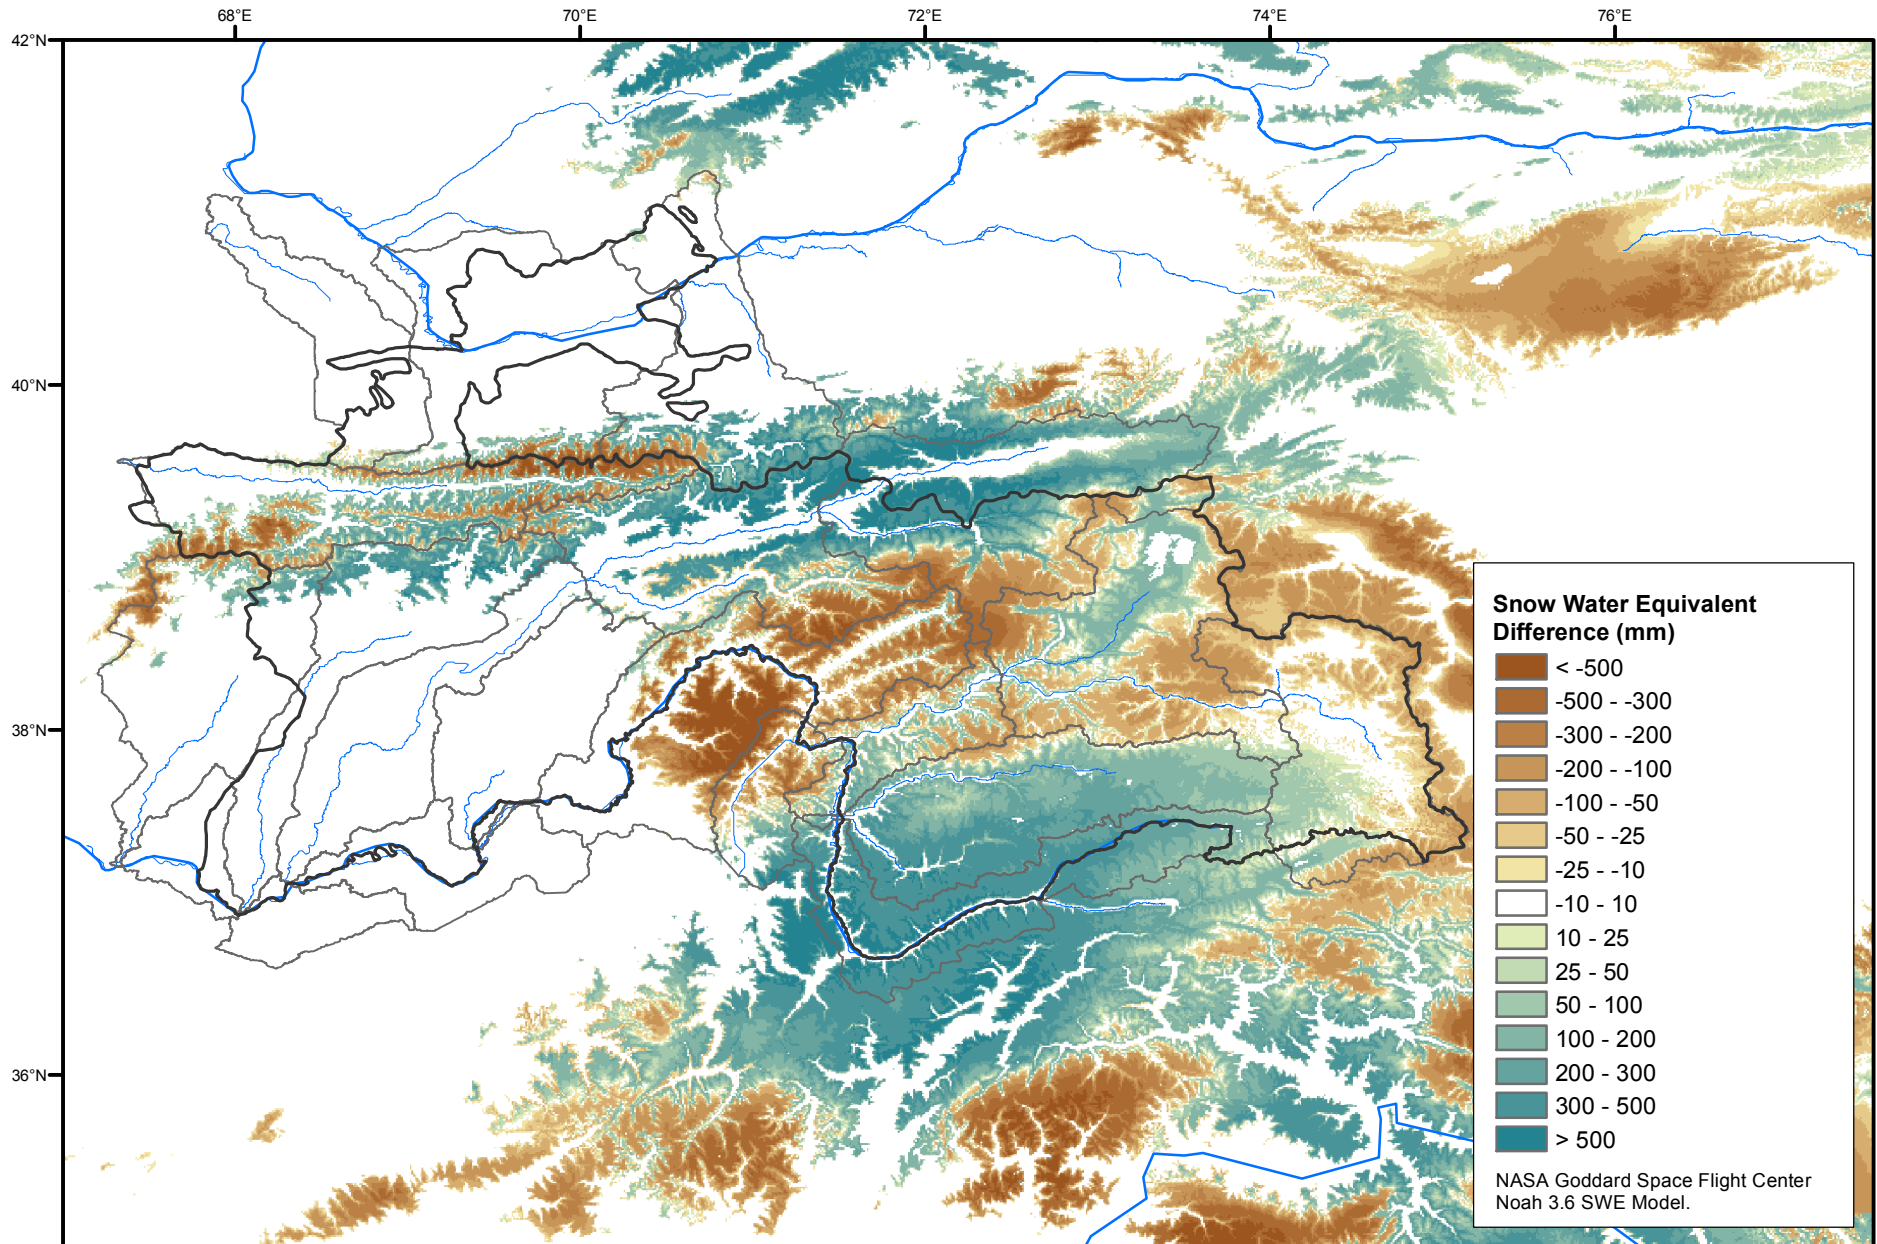 68°E
70°E
72°E
74°E
76°E
42°N
40°N
38°N
36°N
Snow Water Equivalent
Difference (mm)
< -500
-500 - -300
-300 - -200
-200 - -100
-100 - -50
-50 - -25
-25 - -10
-10 - 10
10 - 25
25 - 50
50 - 100
100 - 200
200 - 300
300 - 500
> 500
NASA Goddard Space Flight Center
Noah 3.6 SWE Model.